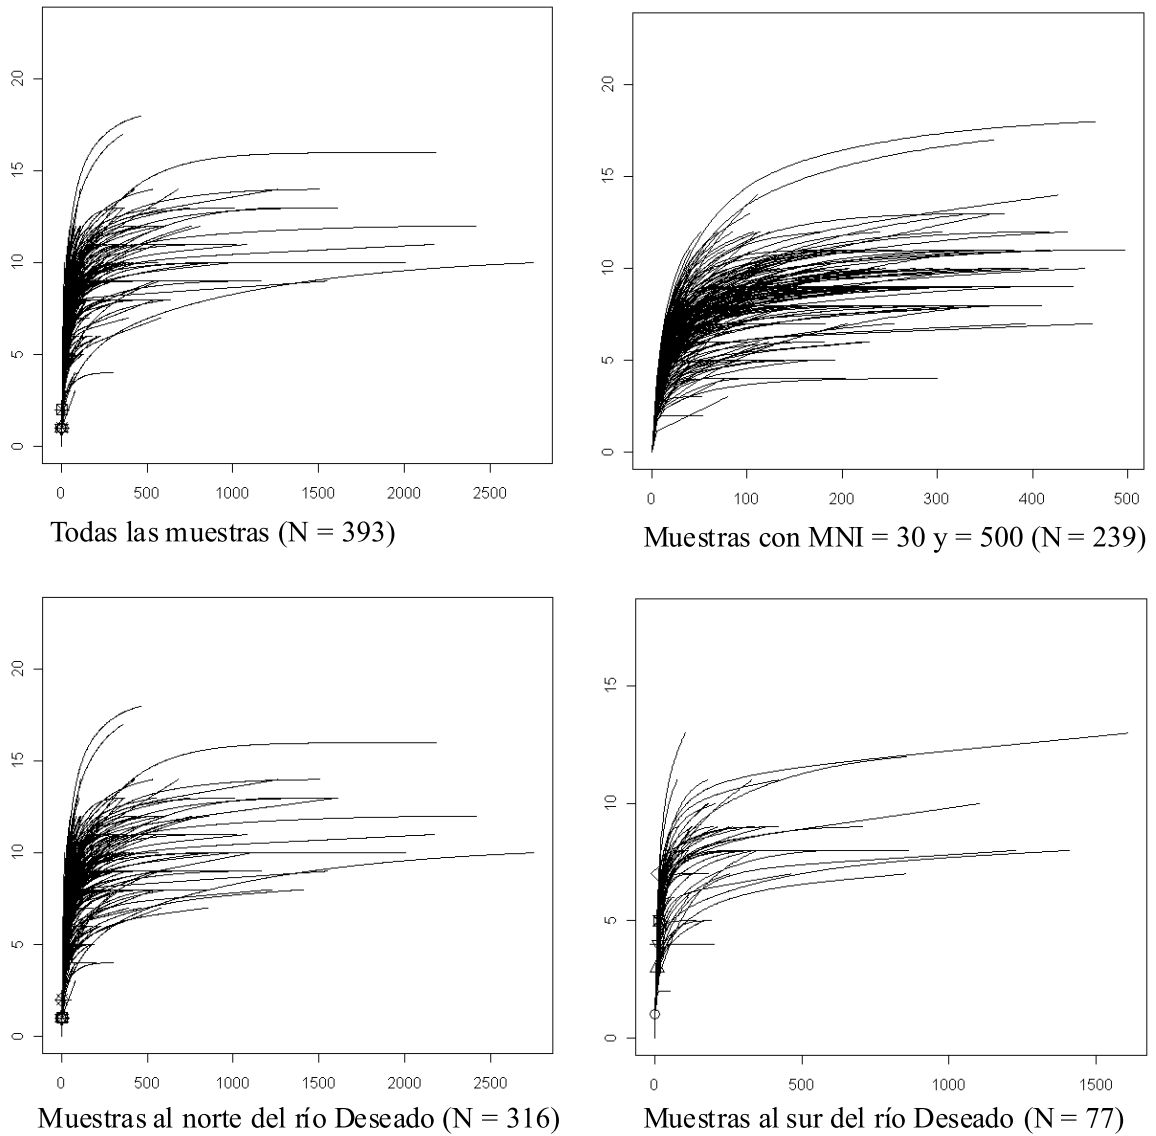 20
15
10
5
0
0 500 1000 1500 2000 2500
Todas las muestras (N = 393)
20
15
10
5
0
0 100 200 300 400 500
Muestras con MNI = 30 y = 500 (N = 239)
20
15
10
5
0
0 500 1000 1500 2000 2500
Muestras al norte del río Deseado (N = 316)
15
10
5
0
0 500 1000 1500
Muestras al sur del río Deseado (N = 77)